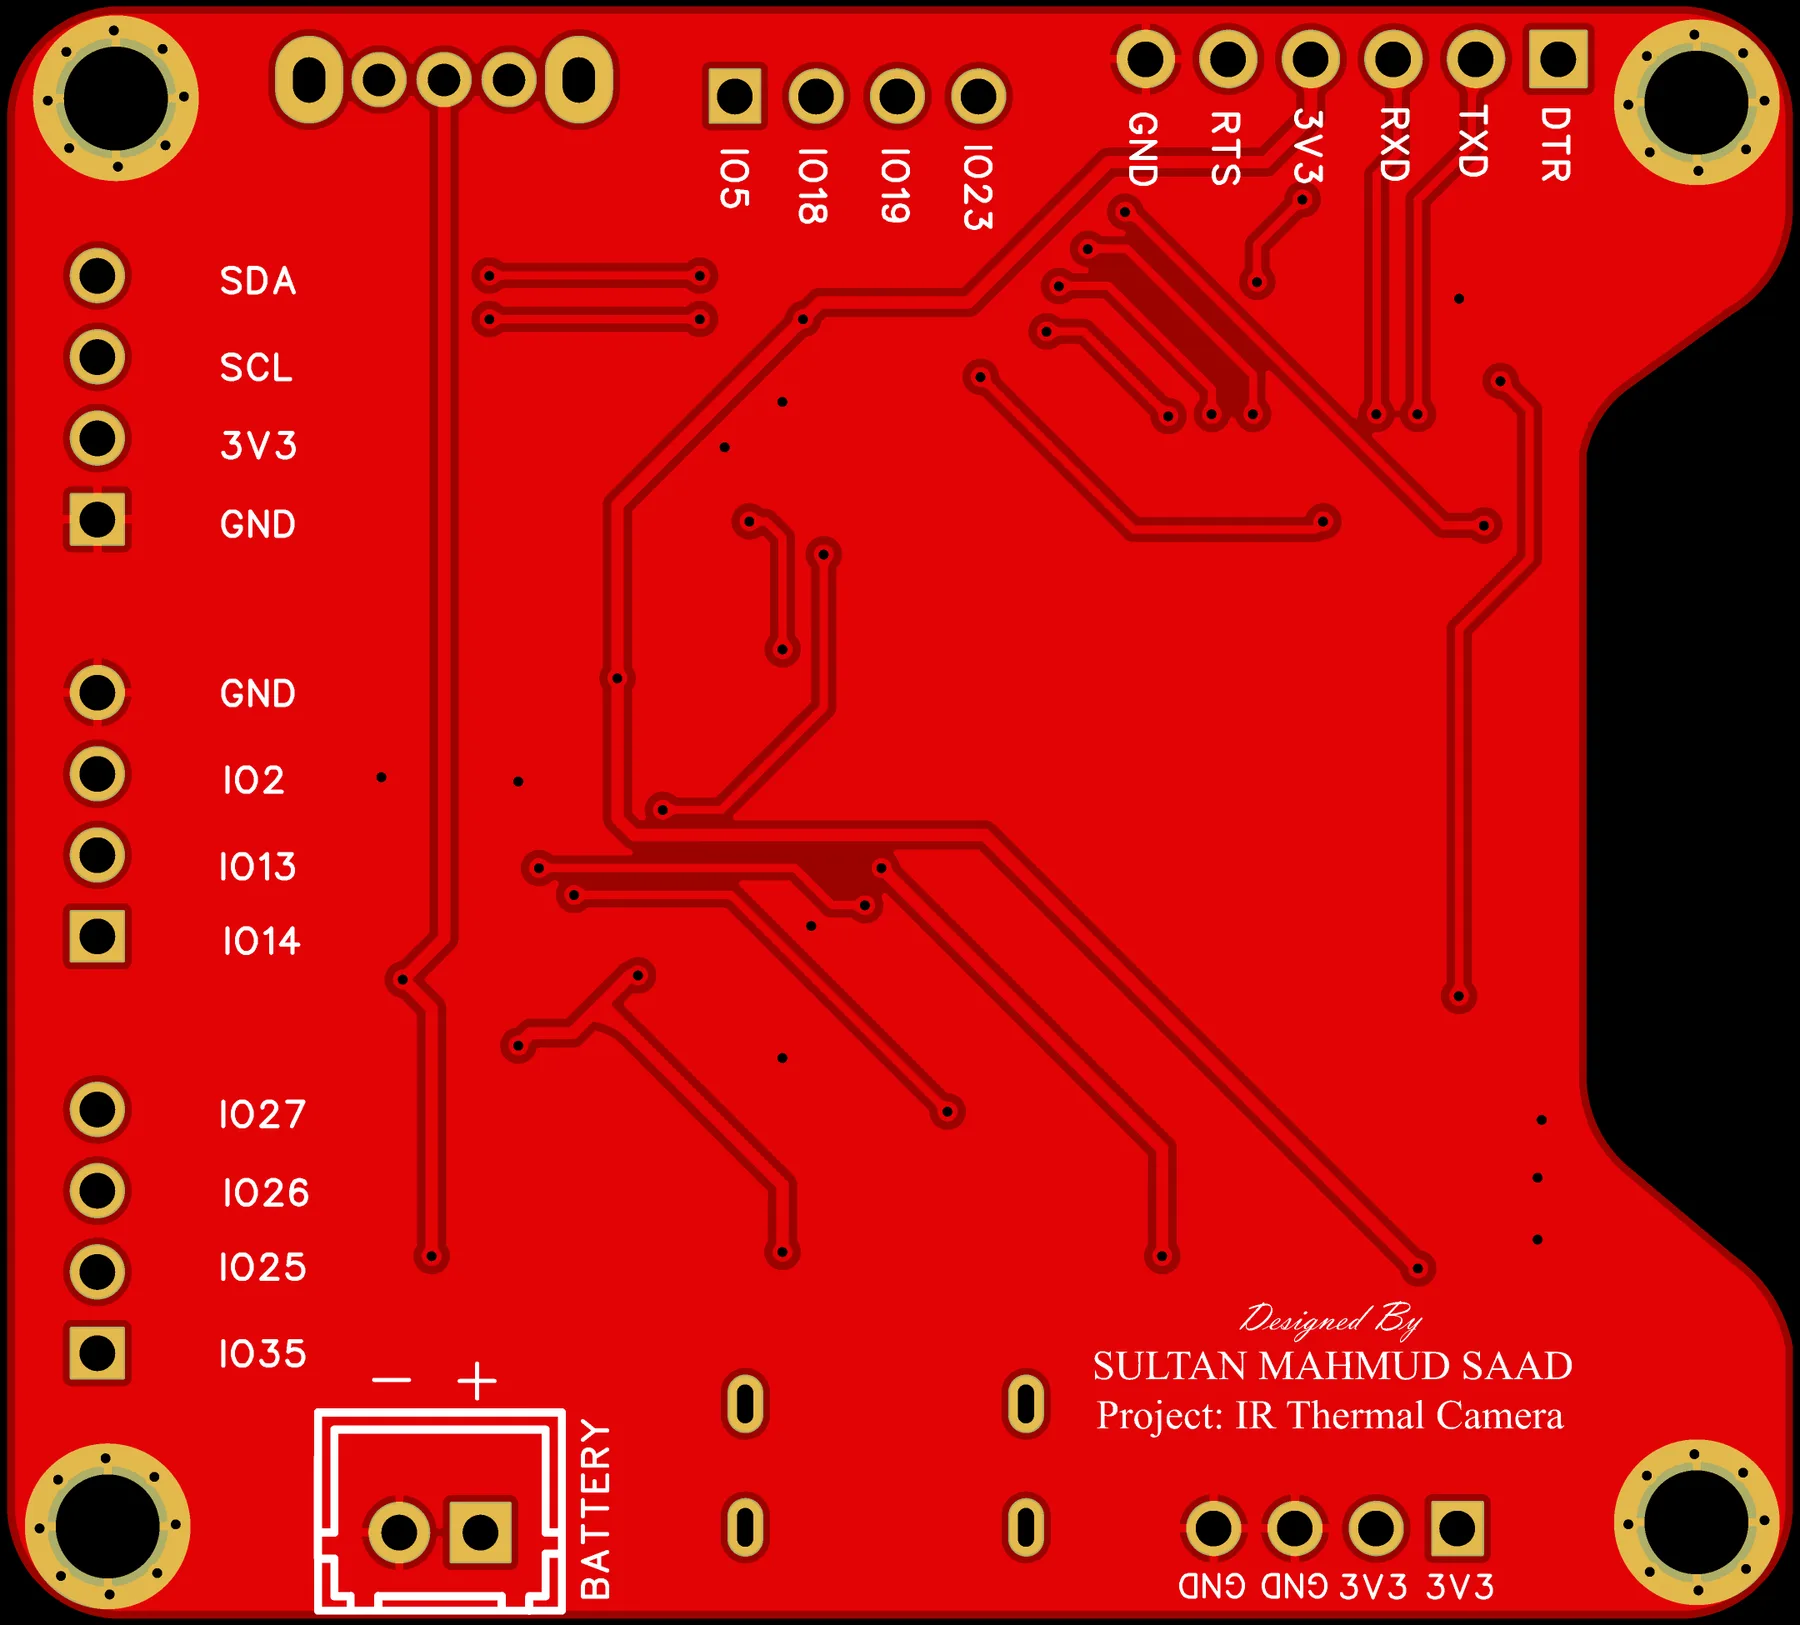 GND
RTS
3V3
RXD
TXD
DTR
IO5
IO18
IO19
IO23
SDA
SCL
3V3
GND
GND
IO2
IO13
IO14
IO27
IO26
IO25
IO35
− +
BATTERY
Designed By
SULTAN MAHMUD SAAD
Project: IR Thermal Camera
GND GND 3V3 3V3